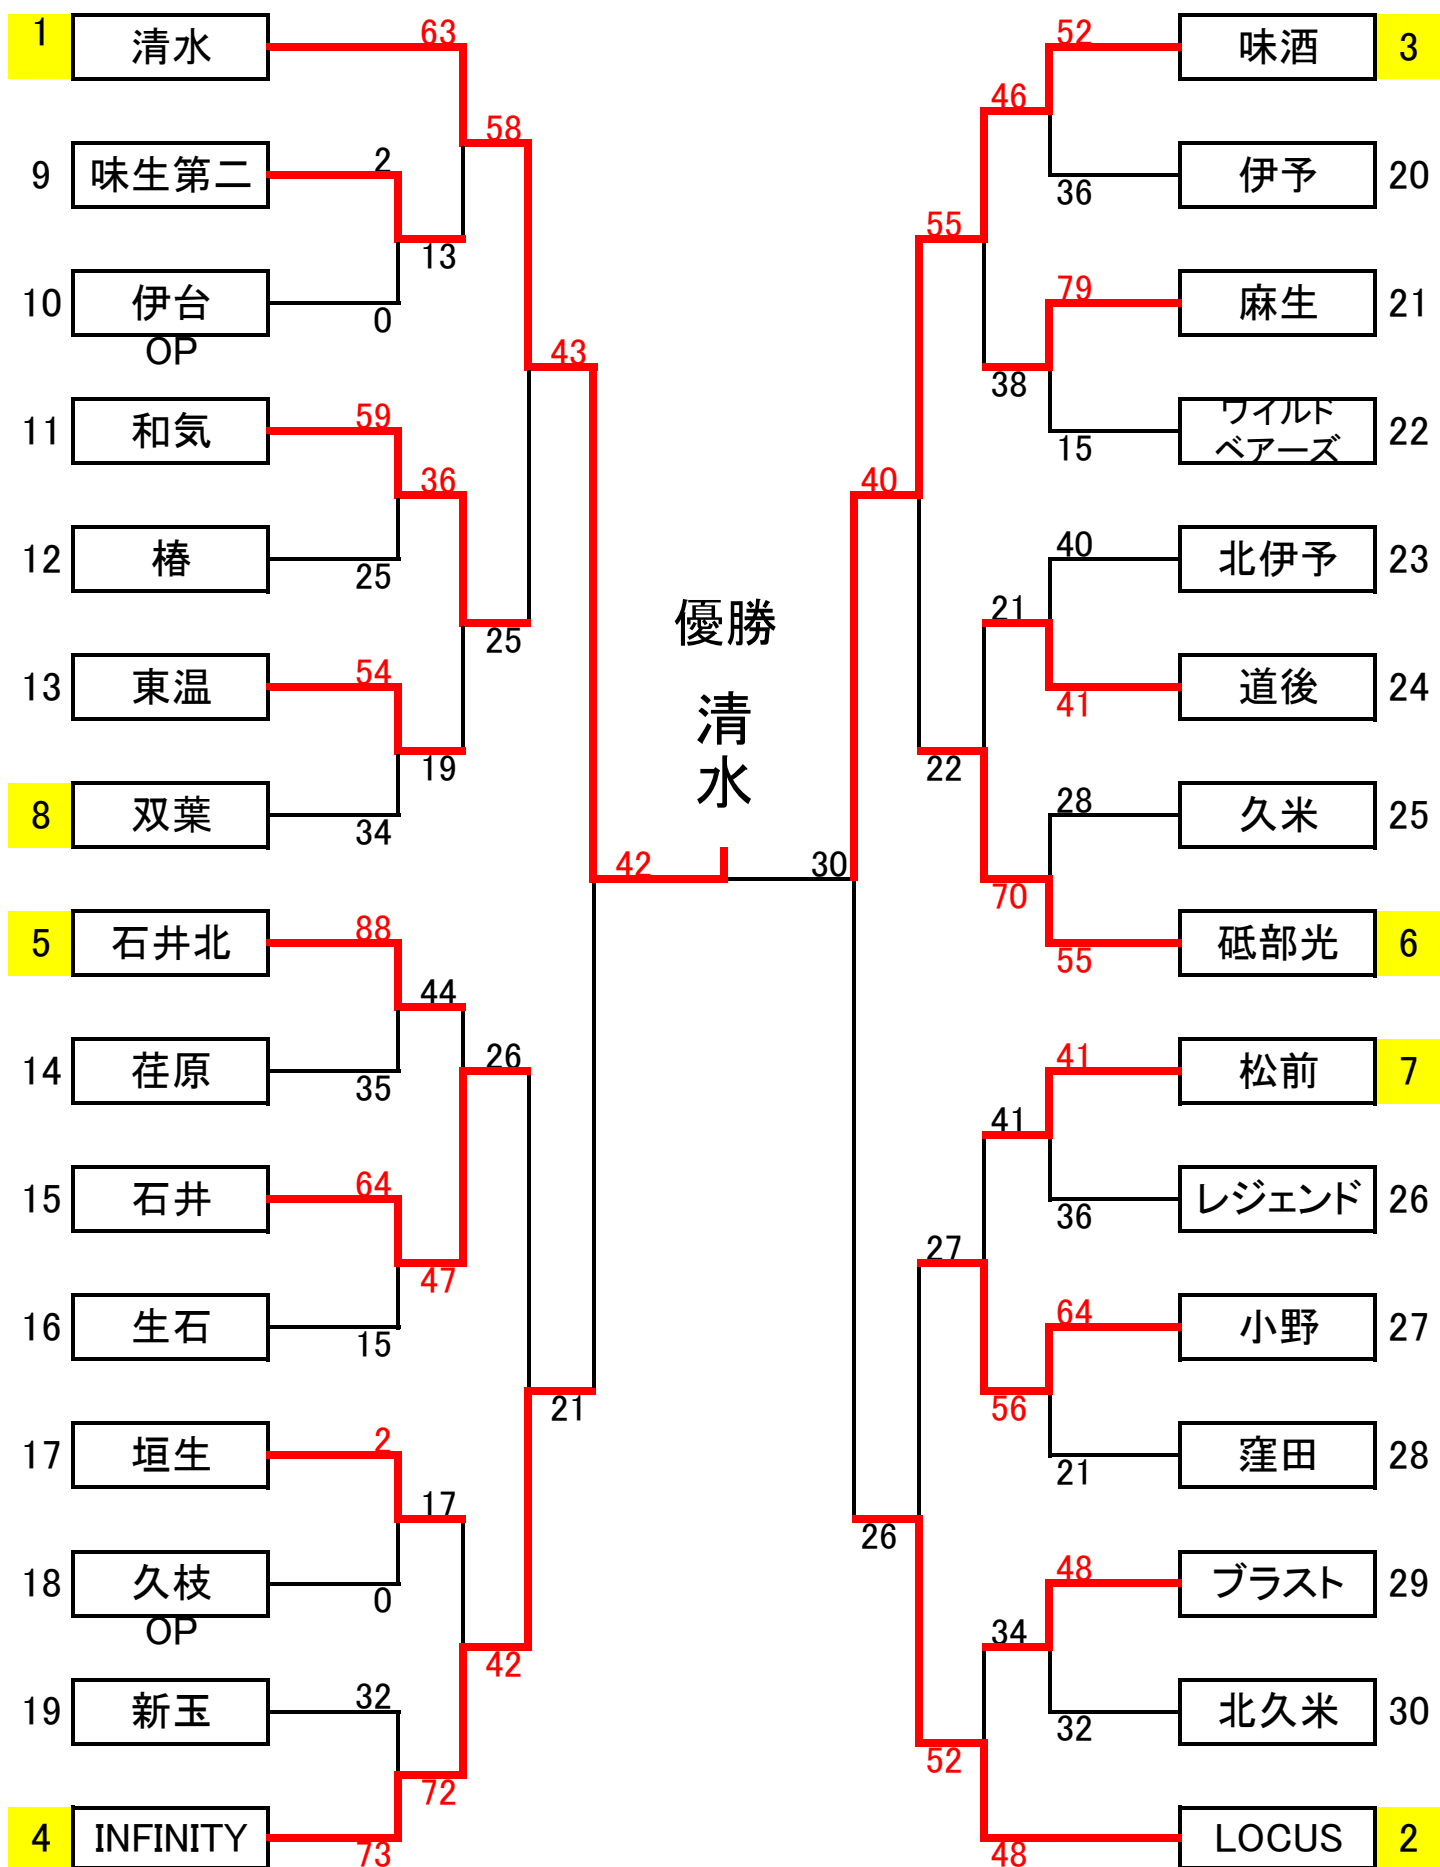 1 清水 63
58
9 味生第二 2
13
10 伊台 0
OP
43
11 和気 59
36
12 椿 25
25
13 東温 54
19
8 双葉 34
優勝
清水
42 30
5 石井北 88
44
14 荏原 35
26
15 石井 64
47
16 生石 15
21
17 垣生 2
17
18 久枝 0
OP
42
19 新玉 32
72
4 INFINITY 73
52 味酒 3
46
36 伊予 20
55
79 麻生 21
38
15 ワイルド 22
ベアーズ
40
40 北伊予 23
21
41 道後 24
22
28 久米 25
70
55 砥部光 6
41 松前 7
41
36 レジェンド 26
27
64 小野 27
56
21 窪田 28
26
48 ブラスト 29
34
32 北久米 30
52
48 LOCUS 2